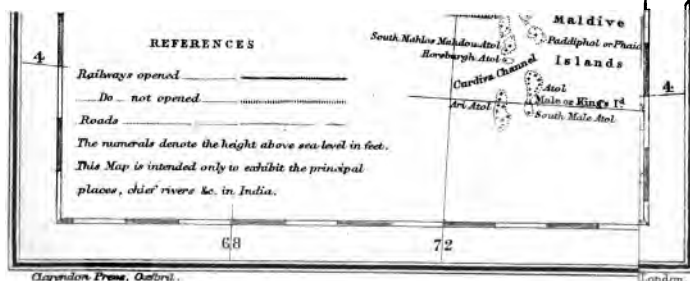 REFERENCES
Railways opened
Do not opened
Roads
The numerals denote the height above sea-level in feet.
This Map is intended only to exhibit the principal
places, chief rivers &c. in India.
Maldive
Islands
South Mahlos Mahdou Atol
Paddiphol or Phaic
Horsburgh Atol
Cardiva Channel
Atol
Male or King's Id
Ari Atol
South Male Atol
4
4
68
72
Clarendon Press, Oxford.
London